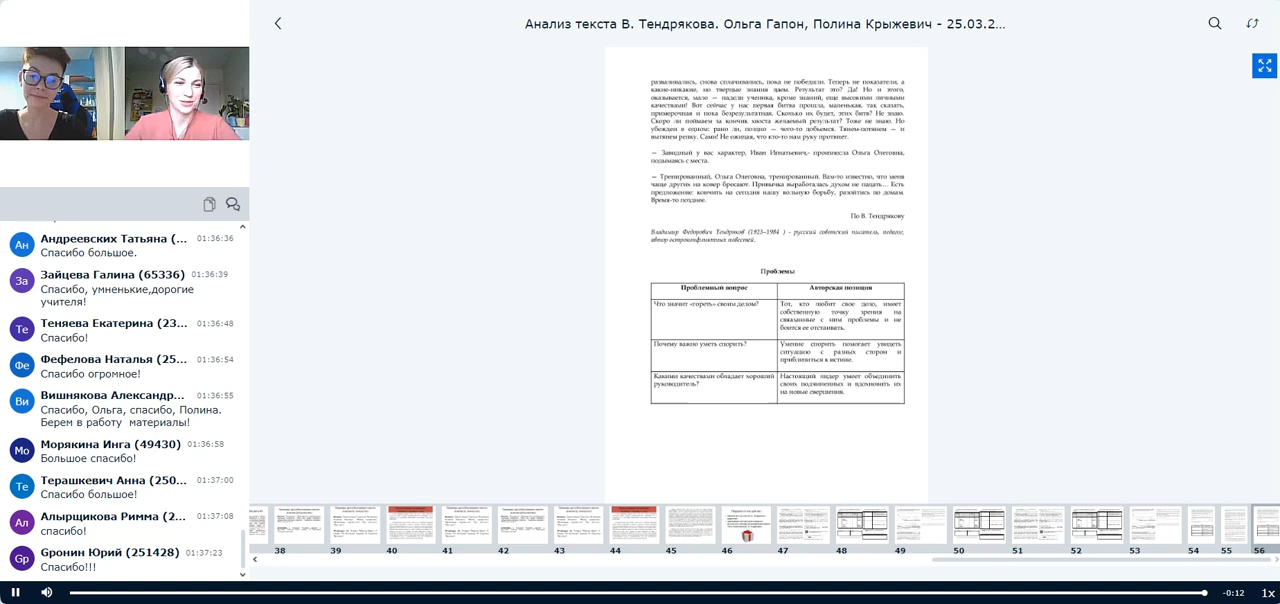 Анализ текста В. Тендрякова. Ольга Гапон, Полина Крыжевич - 25.03.2...
разваливались, снова сплачивались, пока не победили. Теперь не показатели, а
какие-никакие, но твердые знания даем. Результат это? Да! Но и этого,
оказывается, мало — надели ученика, кроме знаний, еще высокими личными
качествами! Вот сейчас у нас первая битва прошла, маленькая, так сказать,
примерочная и пока безрезультатная. Сколько их будет, этих битв? Не знаю.
Скоро ли поймаем за кончик хвоста желаемый результат? Тоже не знаю. Но
убежден в одном: рано ли, поздно — чего-то добьемся. Тянем-потянем — и
вытянем репку. Сами! Не ожидая, что кто-то нам руку протянет.
— Завидный у вас характер, Иван Игнатьевич,- произнесла Ольга Олеговна,
подымаясь с места.
— Тренированный, Ольга Олеговна, тренированный. Вам-то известно, что меня
чаще других на ковер бросают. Привычка выработалась духом не падать… Есть
предложение: кончить на сегодня нашу вольную борьбу, разойтись по домам.
Время-то позднее.
По В. Тендрякову
Владимир Федорович Тендряков (1923–1984 ) - русский советский писатель, педагог,
автор остроконфликтных повестей.
Проблемы
Проблемный вопрос
Авторская позиция
Что значит «гореть» своим делом?
Тот, кто любит свое дело, имеет
собственную точку зрения на
связанные с ним проблемы и не
боится ее отстаивать.
Почему важно уметь спорить?
Умение спорить помогает увидеть
ситуацию с разных сторон и
приблизиться к истине.
Какими качествами обладает хороший
руководитель?
Настоящий лидер умеет объединить
своих подчиненных и вдохновить их
на новые свершения.
Ан Андреевских Татьяна (... 01:36:36
Спасибо большое.
За Зайцева Галина (65336) 01:36:39
Спасибо, умненькие,дорогие
учителя!
Те Теняева Екатерина (23... 01:36:48
Спасибо!
Фе Фефелова Наталья (25... 01:36:54
Спасибо огромное!
Ви Вишнякова Александр... 01:36:55
Спасибо, Ольга, спасибо, Полина.
Берем в работу материалы!
Мо Морякина Инга (49430) 01:36:58
Большое спасибо!
Те Терашкевич Анна (250... 01:37:00
Спасибо большое!
Ал 01:37:08
Гр Гронин Юрий (251428) 01:37:23
Спасибо!!!
38 39 40 41 42 43 44 45 46 47 48 49 50 51 52 53 54 55 56
-0:12 1x